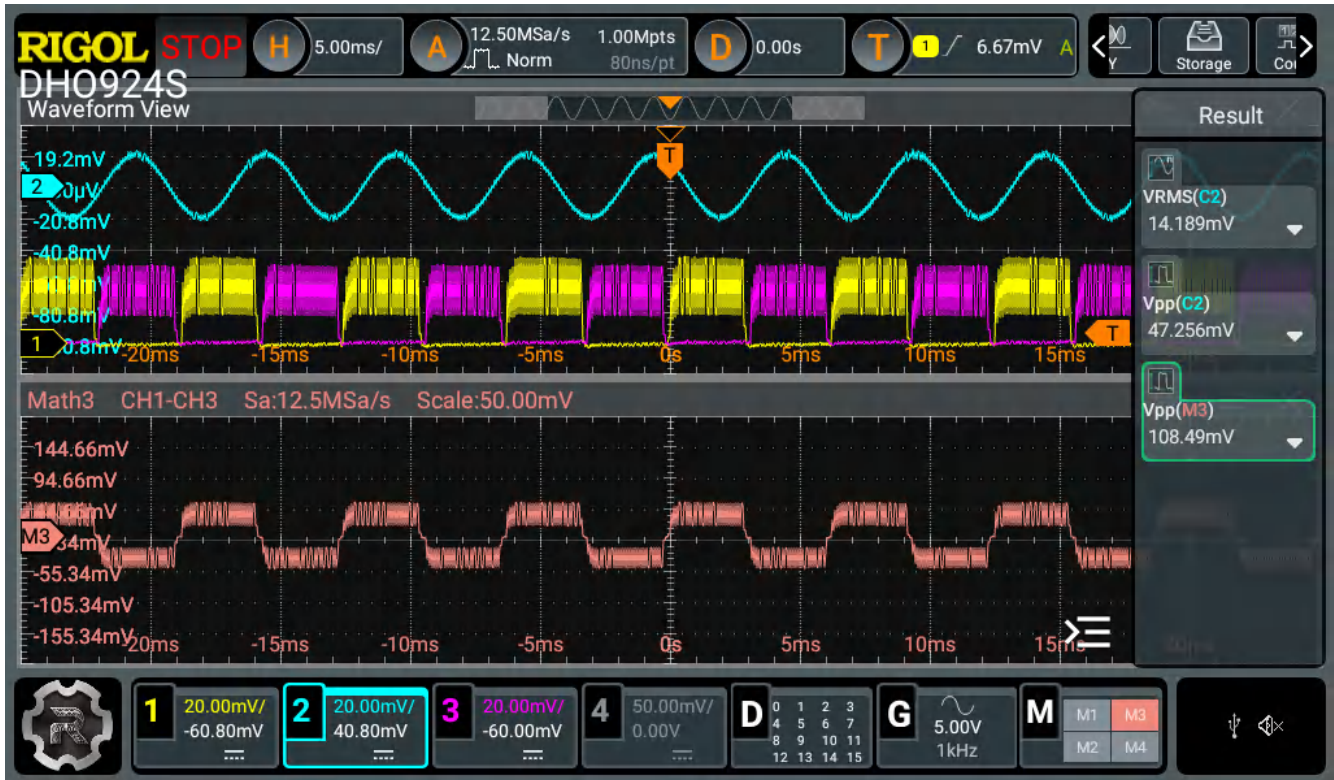 RIGOL STOP H 5.00ms/ A 12.50MSa/s 1.00Mpts D 0.00s T 1 6.67mV A < Y Storage >
Norm 80ns/pt
DHO924S
Waveform View
Result
T
19.2mV
2
-20.8mV
-40.8mV
-80.8mV
1
T
-20ms -15ms -10ms -5ms 0s 5ms 10ms 15ms
VRMS(C2)
14.189mV
Vpp(C2)
47.256mV
Vpp(M3)
108.49mV
Math3 CH1-CH3 Sa:12.5MSa/s Scale:50.00mV
144.66mV
94.66mV
M3
-55.34mV
-105.34mV
-155.34mV
-15ms -10ms -5ms 0s 5ms 10ms
1 20.00mV/ 2 20.00mV/ 3 20.00mV/ 4 50.00mV/ D 0 1 2 3 G 5.00V M M1 M3
-60.80mV 40.80mV -60.00mV 0.00V 4 5 6 7 1kHz M2 M4
8 9 10 11
12 13 14 15
R